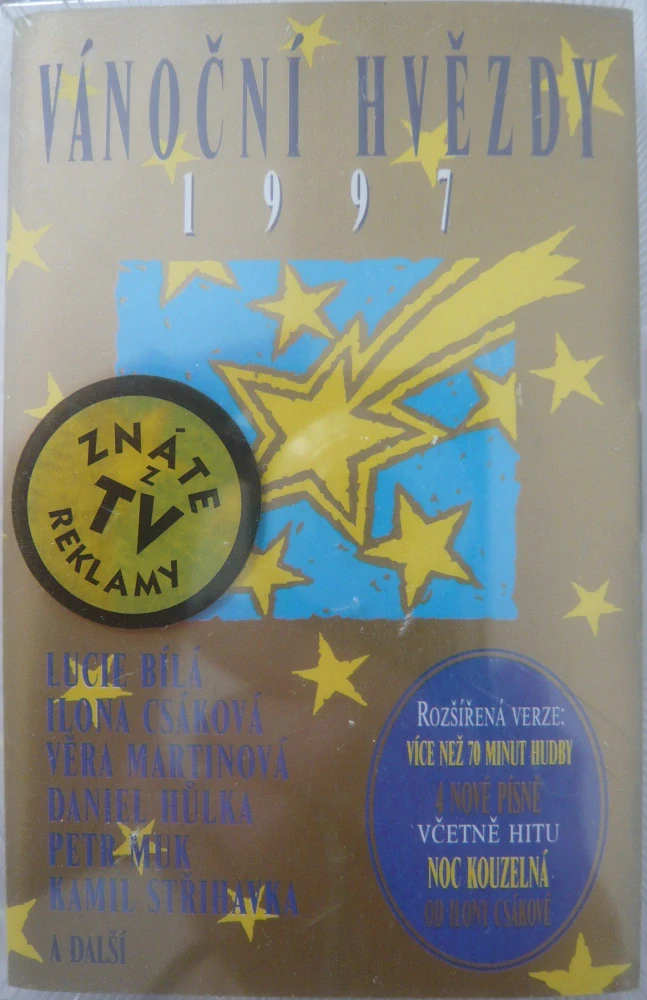 VÁNOČNÍ HVĚZDY
1997
ZNÁTE
Z
TV
REKLAMY
LUCIE BÍLÁ
ILONA CSÁKOVÁ
VĚRA MARTINOVÁ
DANIEL HŮLKA
PETR MUK
KAMIL STŘIHAVKA
A DALŠÍ
ROZŠÍŘENÁ VERZE:
VÍCE NEŽ 70 MINUT HUDBY
4 NOVÉ PÍSNĚ
VČETNĚ HITU
NOC KOUZELNÁ
OD ILONY CSÁKOVÉ